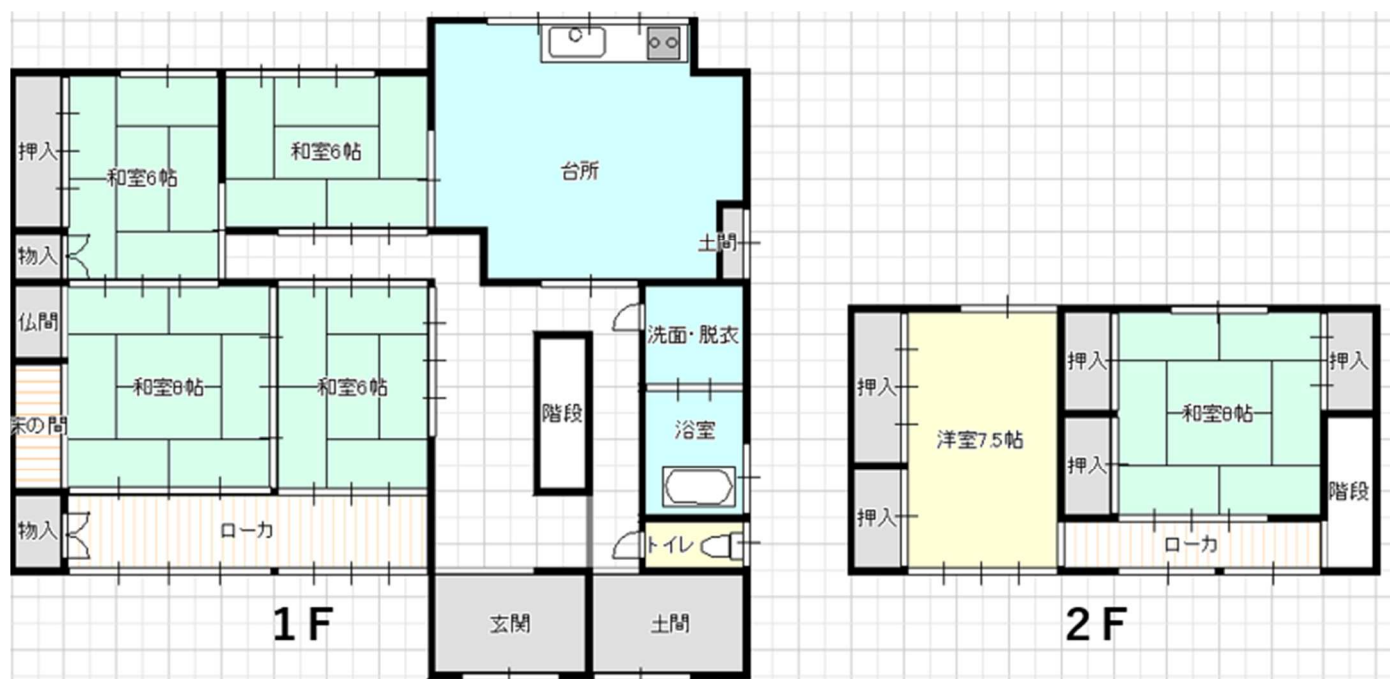 押入
和室6帖
和室6帖
台所
物入
土間
仏間
和室8帖
和室6帖
床の間
階段
洗面・脱衣
浴室
物入
ローカ
トイレ
玄関
土間
1F
押入
押入
洋室7.5帖
押入
押入
和室8帖
押入
階段
ローカ
2F